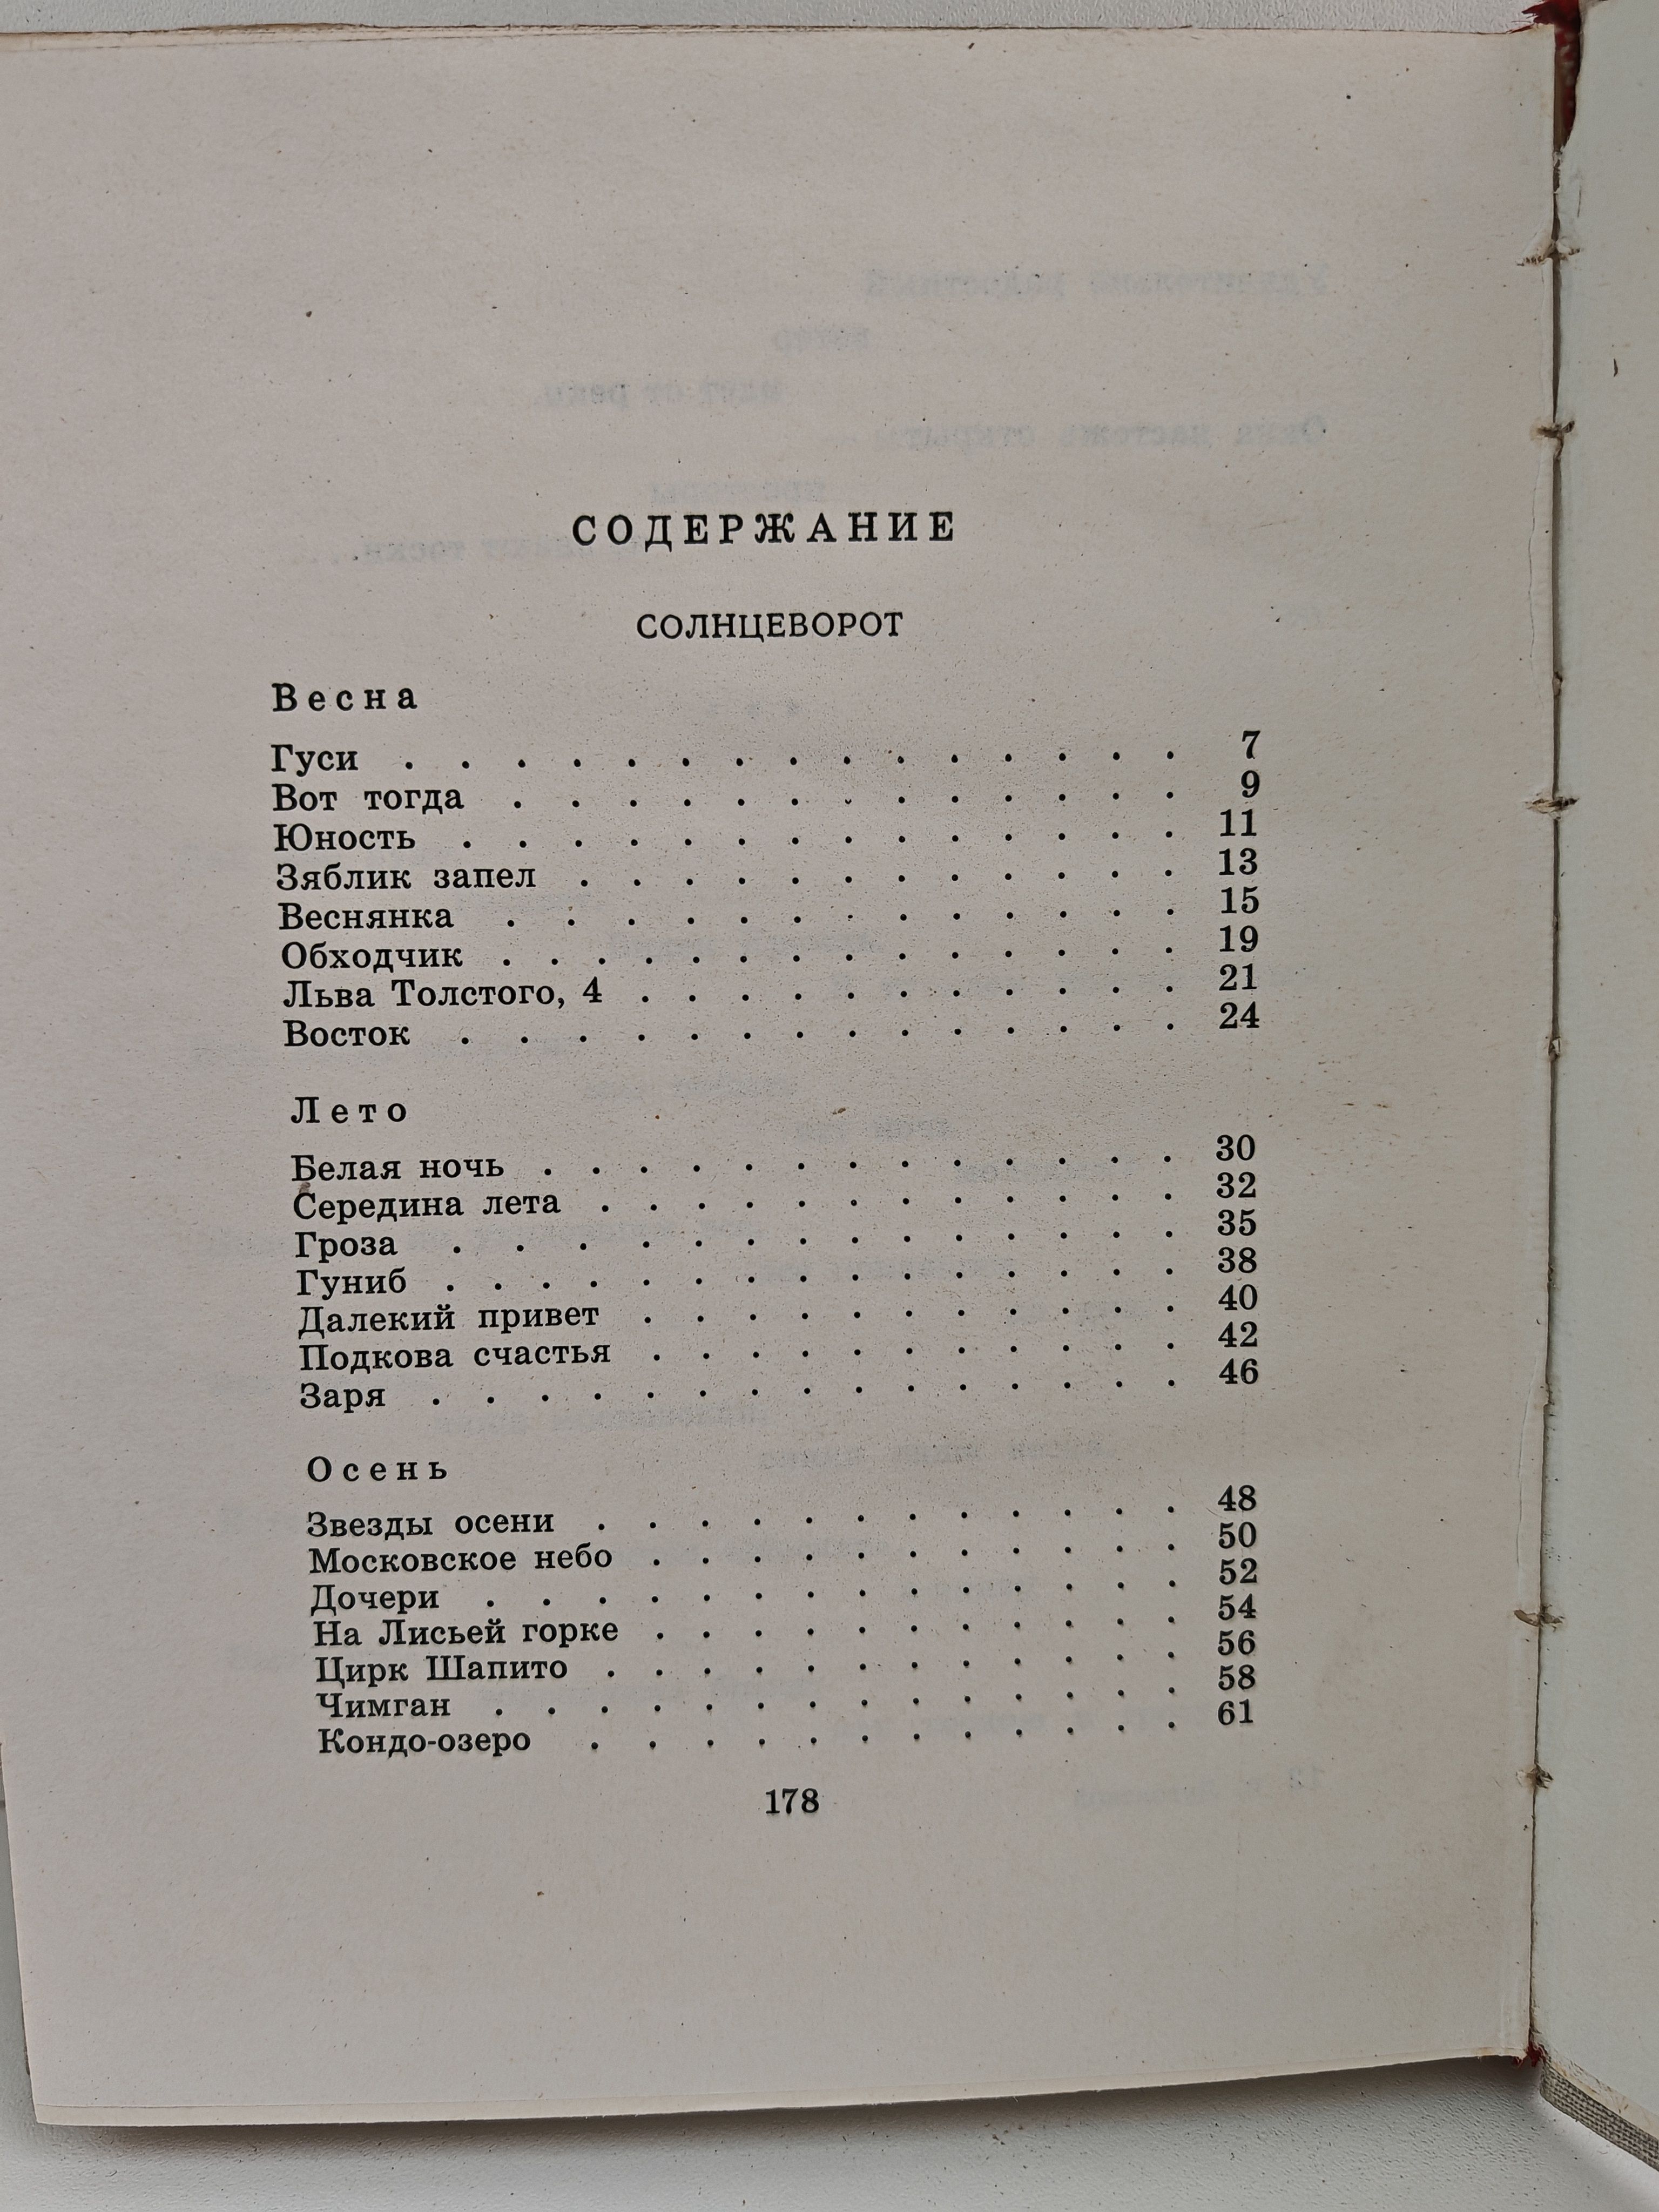 СОДЕРЖАНИЕ
СОЛНЦЕВОРОТ
Весна
Гуси . . . . . . . . . . . . . . . 7
Вот тогда . . . . . . . . . . . . . 9
Юность . . . . . . . . . . . . . . 11
Зяблик запел . . . . . . . . . . . . 13
Веснянка . . . . . . . . . . . . . 15
Обходчик . . . . . . . . . . . . . 19
Льва Толстого, 4 . . . . . . . . . . . 21
Восток . . . . . . . . . . . . . . 24
Лето
Белая ночь . . . . . . . . . . . . . 30
Середина лета . . . . . . . . . . . . 32
Гроза . . . . . . . . . . . . . . 35
Гуниб . . . . . . . . . . . . . . 38
Далекий привет . . . . . . . . . . . 40
Подкова счастья . . . . . . . . . . . 42
Заря . . . . . . . . . . . . . . . 46
Осень
Звезды осени . . . . . . . . . . . . 48
Московское небо . . . . . . . . . . . 50
Дочери . . . . . . . . . . . . . . 52
На Лисьей горке . . . . . . . . . . . 54
Цирк Шапито . . . . . . . . . . . . 56
Чимган . . . . . . . . . . . . . . 58
Кондо-озеро . . . . . . . . . . . . 61
178